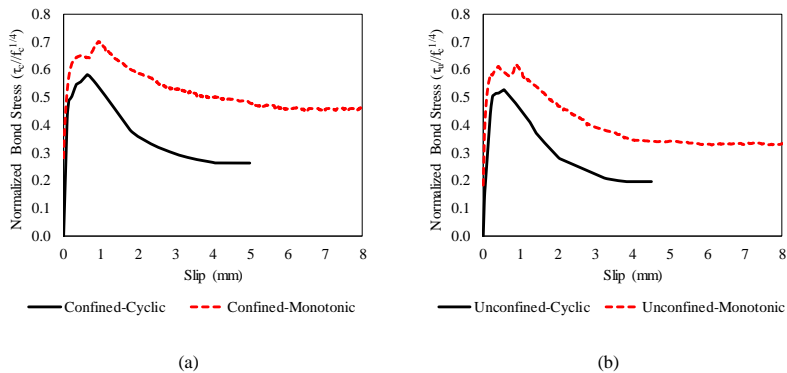 0.8
0.7
0.6
0.5
0.4
0.3
0.2
0.1
0.0
Normalized Bond Stress (τc//fc1/4)
0 1 2 3 4 5 6 7 8
Slip (mm)
Confined-Cyclic Confined-Monotonic
(a)
0.8
0.7
0.6
0.5
0.4
0.3
0.2
0.1
0.0
Normalized Bond Stress (τu//fc1/4)
0 1 2 3 4 5 6 7 8
Slip (mm)
Unconfined-Cyclic Unconfined-Monotonic
(b)